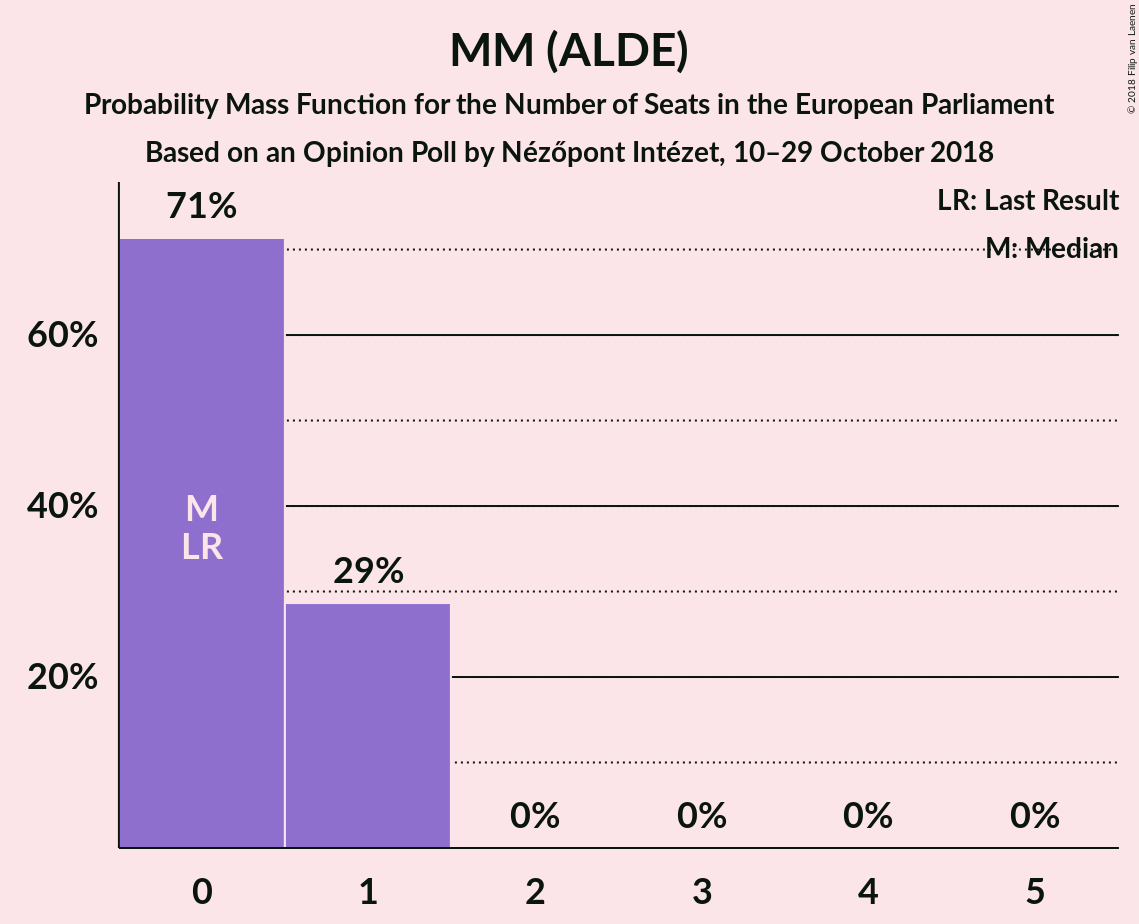 MM (ALDE)
Probability Mass Function for the Number of Seats in the European Parliament
Based on an Opinion Poll by Nézőpont Intézet, 10–29 October 2018
© 2018 Filip van Laenen
LR: Last Result
M: Median
71%
60%
40%
20%
M
LR
29%
0%
0%
0%
0%
0
1
2
3
4
5